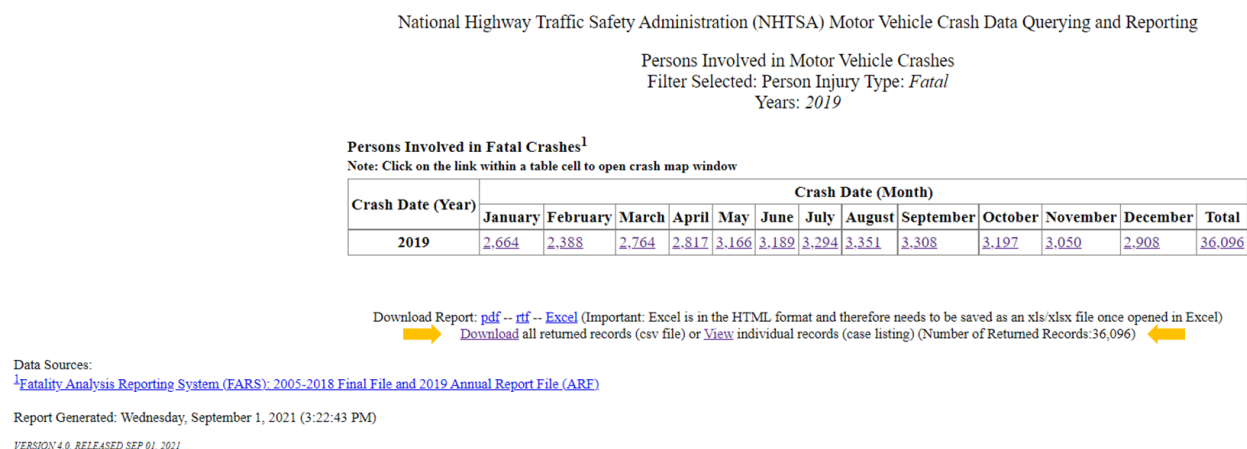 National Highway Traffic Safety Administration (NHTSA) Motor Vehicle Crash Data Querying and Reporting
Persons Involved in Motor Vehicle Crashes
Filter Selected: Person Injury Type: Fatal
Years: 2019
Persons Involved in Fatal Crashes1
Note: Click on the link within a table cell to open crash map window
Crash Date (Year) Crash Date (Month)
January February March April May June July August September October November December Total
2019 2,664 2,388 2,764 2,817 3,166 3,189 3,294 3,351 3,308 3,197 3,050 2,908 36,096
Download Report: pdf -- rtf -- Excel (Important: Excel is in the HTML format and therefore needs to be saved as an xls/xlsx file once opened in Excel)
Download all returned records (csv file) or View individual records (case listing) (Number of Returned Records:36,096)
Data Sources:
1Fatality Analysis Reporting System (FARS): 2005-2018 Final File and 2019 Annual Report File (ARF)
Report Generated: Wednesday, September 1, 2021 (3:22:43 PM)
VERSION 4.0, RELEASED SEP 01, 2021